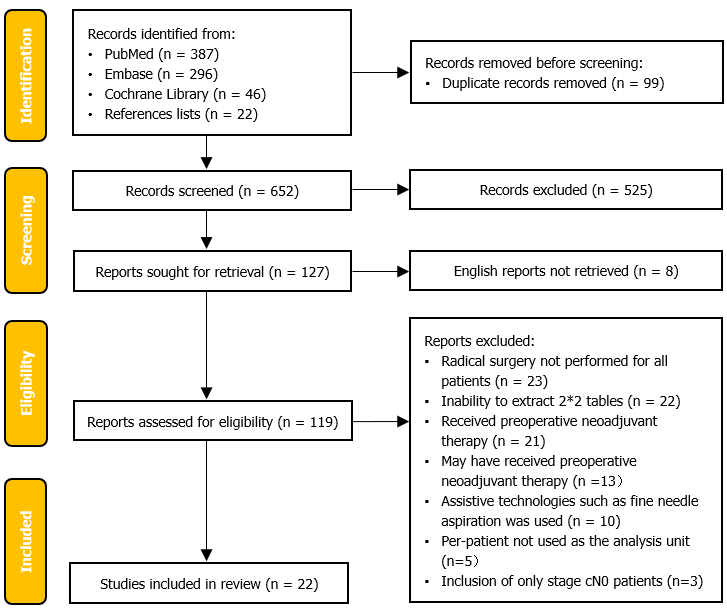 Identification
Records identified from:
• PubMed (n = 387)
• Embase (n = 296)
• Cochrane Library (n = 46)
• References lists (n = 22)
Records removed before screening:
• Duplicate records removed (n = 99)
Screening
Records screened (n = 652)
Records excluded (n = 525)
Reports sought for retrieval (n = 127)
English reports not retrieved (n = 8)
Eligibility
Reports assessed for eligibility (n = 119)
Reports excluded:
• Radical surgery not performed for all
patients (n = 23)
• Inability to extract 2*2 tables (n = 22)
• Received preoperative neoadjuvant
therapy (n = 21)
• May have received preoperative
neoadjuvant therapy (n =13）
• Assistive technologies such as fine needle
aspiration was used (n = 10)
• Per-patient not used as the analysis unit
(n=5）
• Inclusion of only stage cN0 patients (n=3)
Included
Studies included in review (n = 22)